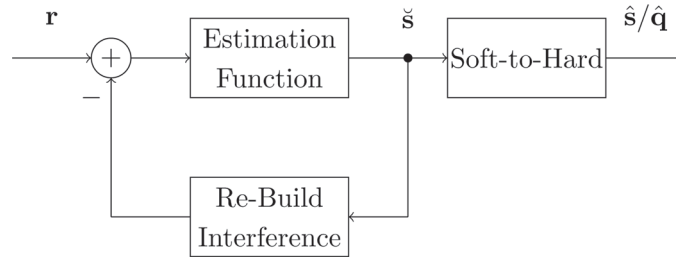 r
+
−
Estimation
Function
s̆
Soft-to-Hard
ŝ/q̂
Re-Build
Interference